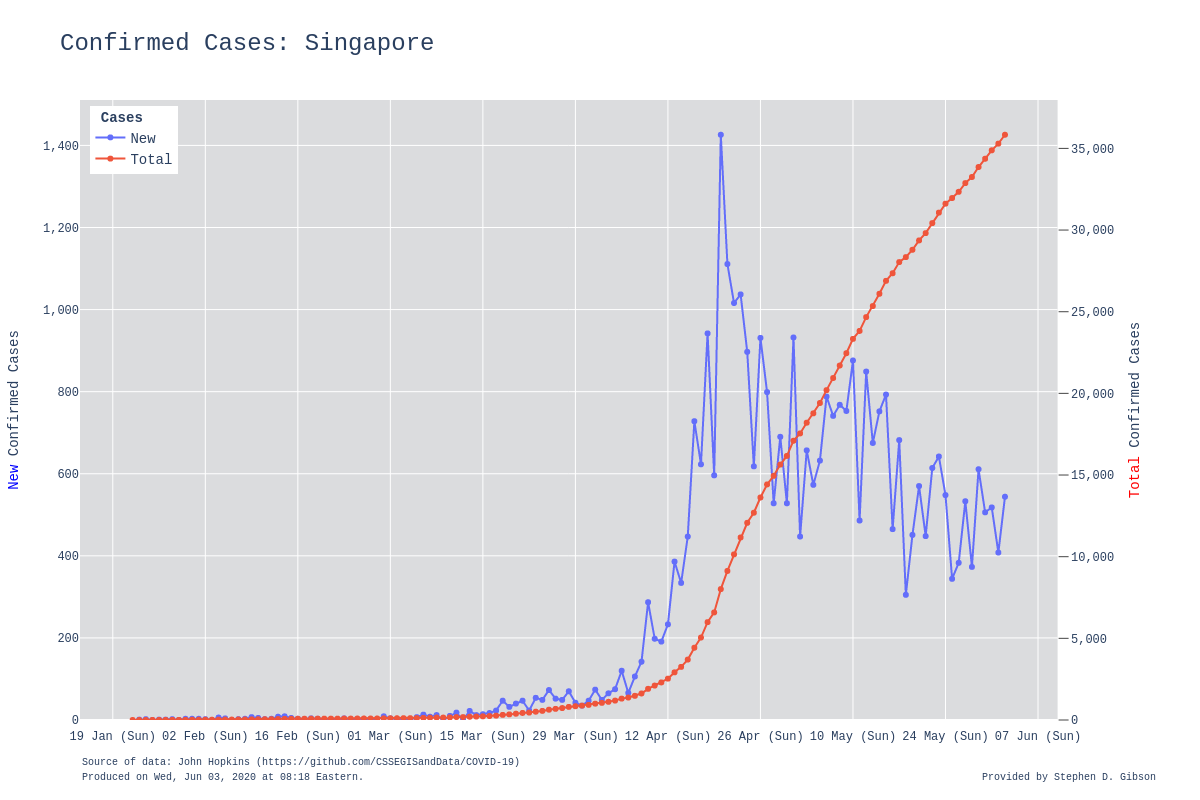 Confirmed Cases: Singapore
Cases
New
Total
1,400
1,200
1,000
800
600
400
200
0
New Confirmed Cases
35,000
30,000
25,000
20,000
15,000
10,000
5,000
0
Total Confirmed Cases
19 Jan (Sun) 02 Feb (Sun) 16 Feb (Sun) 01 Mar (Sun) 15 Mar (Sun) 29 Mar (Sun) 12 Apr (Sun) 26 Apr (Sun) 10 May (Sun) 24 May (Sun) 07 Jun (Sun)
Source of data: John Hopkins (https://github.com/CSSEGISandData/COVID-19)
Produced on Wed, Jun 03, 2020 at 08:18 Eastern.
Provided by Stephen D. Gibson